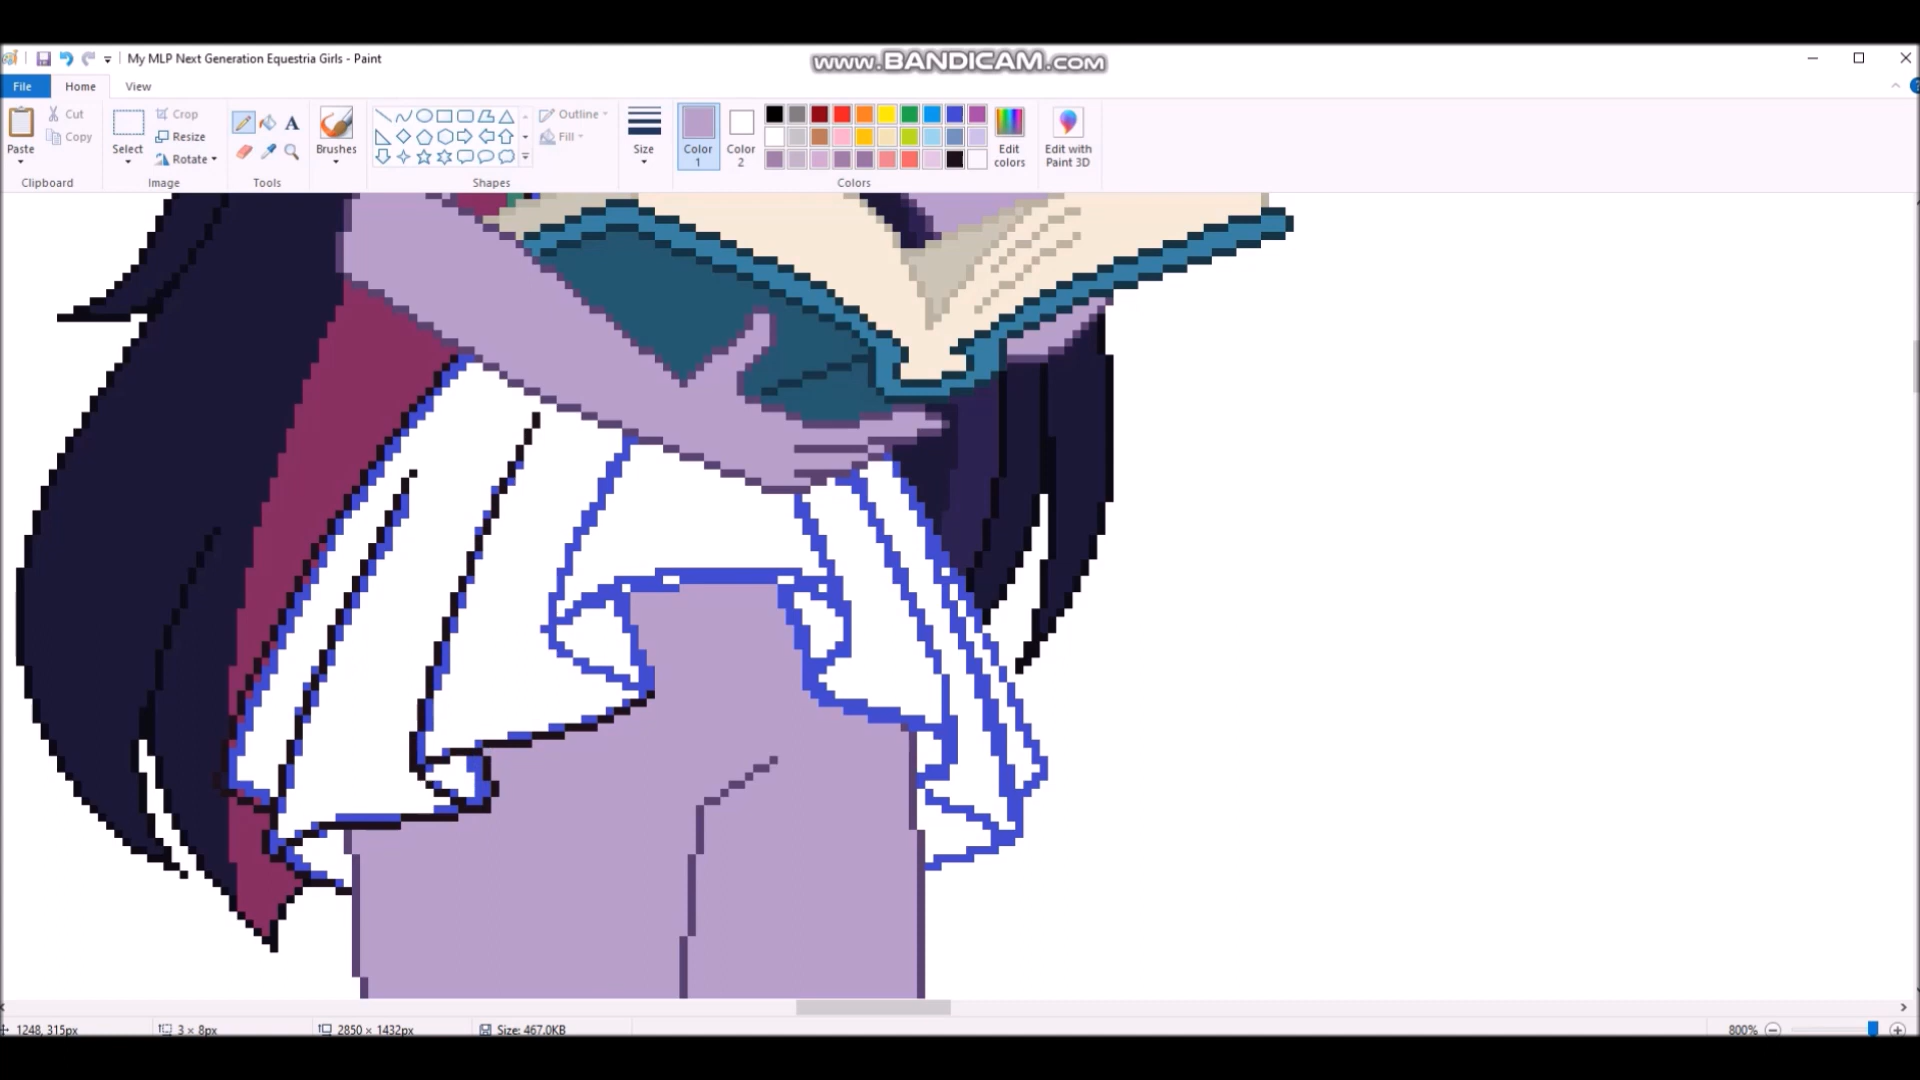 www.BANDICAM.com
My MLP Next Generation Equestria Girls - Paint
File Home View
Paste
Cut
Copy
Clipboard
Select
Crop
Resize
Rotate
Image
A
Tools
Brushes
Outline
Fill
Shapes
Size
Color 1
Color 2
Edit colors
Colors
Edit with Paint 3D
1248, 315px
3 × 8px
2850 × 1432px
Size: 467.0KB
800%